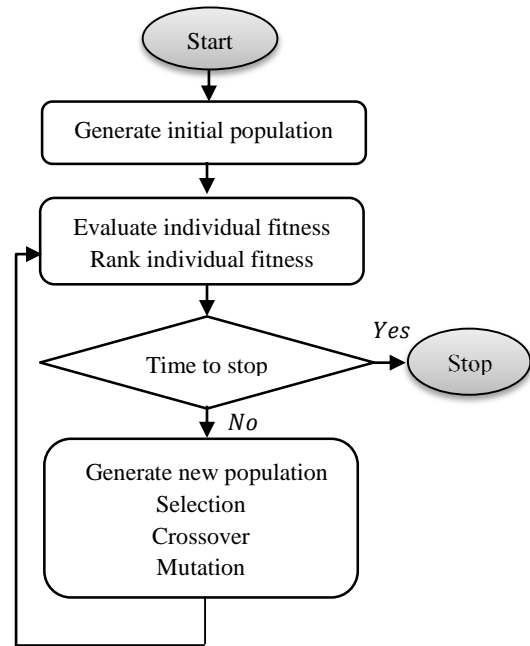 Start
Generate initial population
Evaluate individual fitness
Rank individual fitness
Time to stop
Yes
Stop
No
Generate new population
Selection
Crossover
Mutation